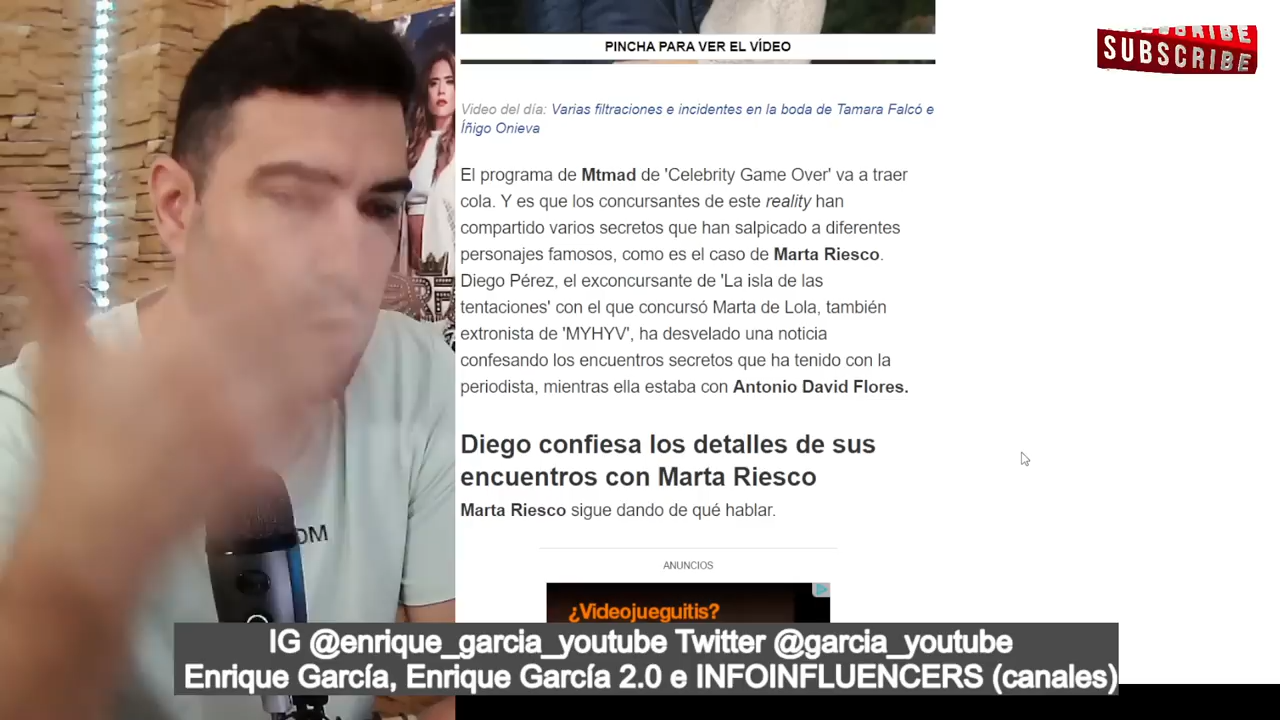 SUBSCRIBE
SUBSCRIBE
PINCHA PARA VER EL VÍDEO
Video del día: Varias filtraciones e incidentes en la boda de Tamara Falcó e
Íñigo Onieva
El programa de Mtmad de 'Celebrity Game Over' va a traer
cola. Y es que los concursantes de este reality han
compartido varios secretos que han salpicado a diferentes
personajes famosos, como es el caso de Marta Riesco.
Diego Pérez, el exconcursante de 'La isla de las
tentaciones' con el que concursó Marta de Lola, también
extronista de 'MYHYV', ha desvelado una noticia
confesando los encuentros secretos que ha tenido con la
periodista, mientras ella estaba con Antonio David Flores.
Diego confiesa los detalles de sus
encuentros con Marta Riesco
Marta Riesco sigue dando de qué hablar.
ANUNCIOS
¿Videojueguitis?
IG @enrique_garcia_youtube Twitter @garcia_youtube
Enrique García, Enrique García 2.0 e INFOINFLUENCERS (canales)